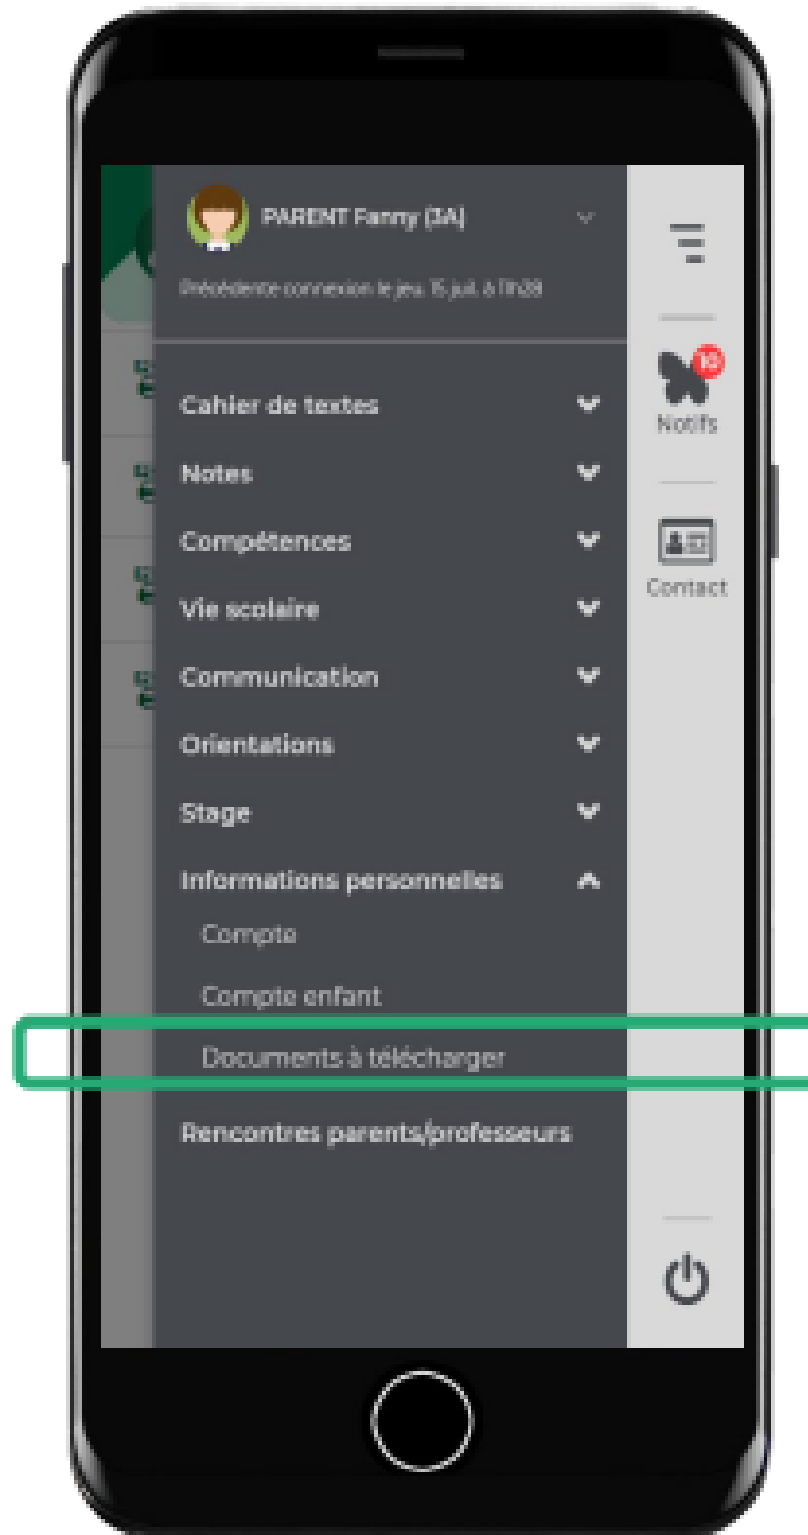 PARENT Fanny (3A)
Précédente connexion le jeu. 15 juil. à 11h28
Cahier de textes
Notes
Compétences
Vie scolaire
Communication
Orientations
Stage
Informations personnelles
Compte
Compte enfant
Documents à télécharger
Rencontres parents/professeurs
10
Notifs
Contact